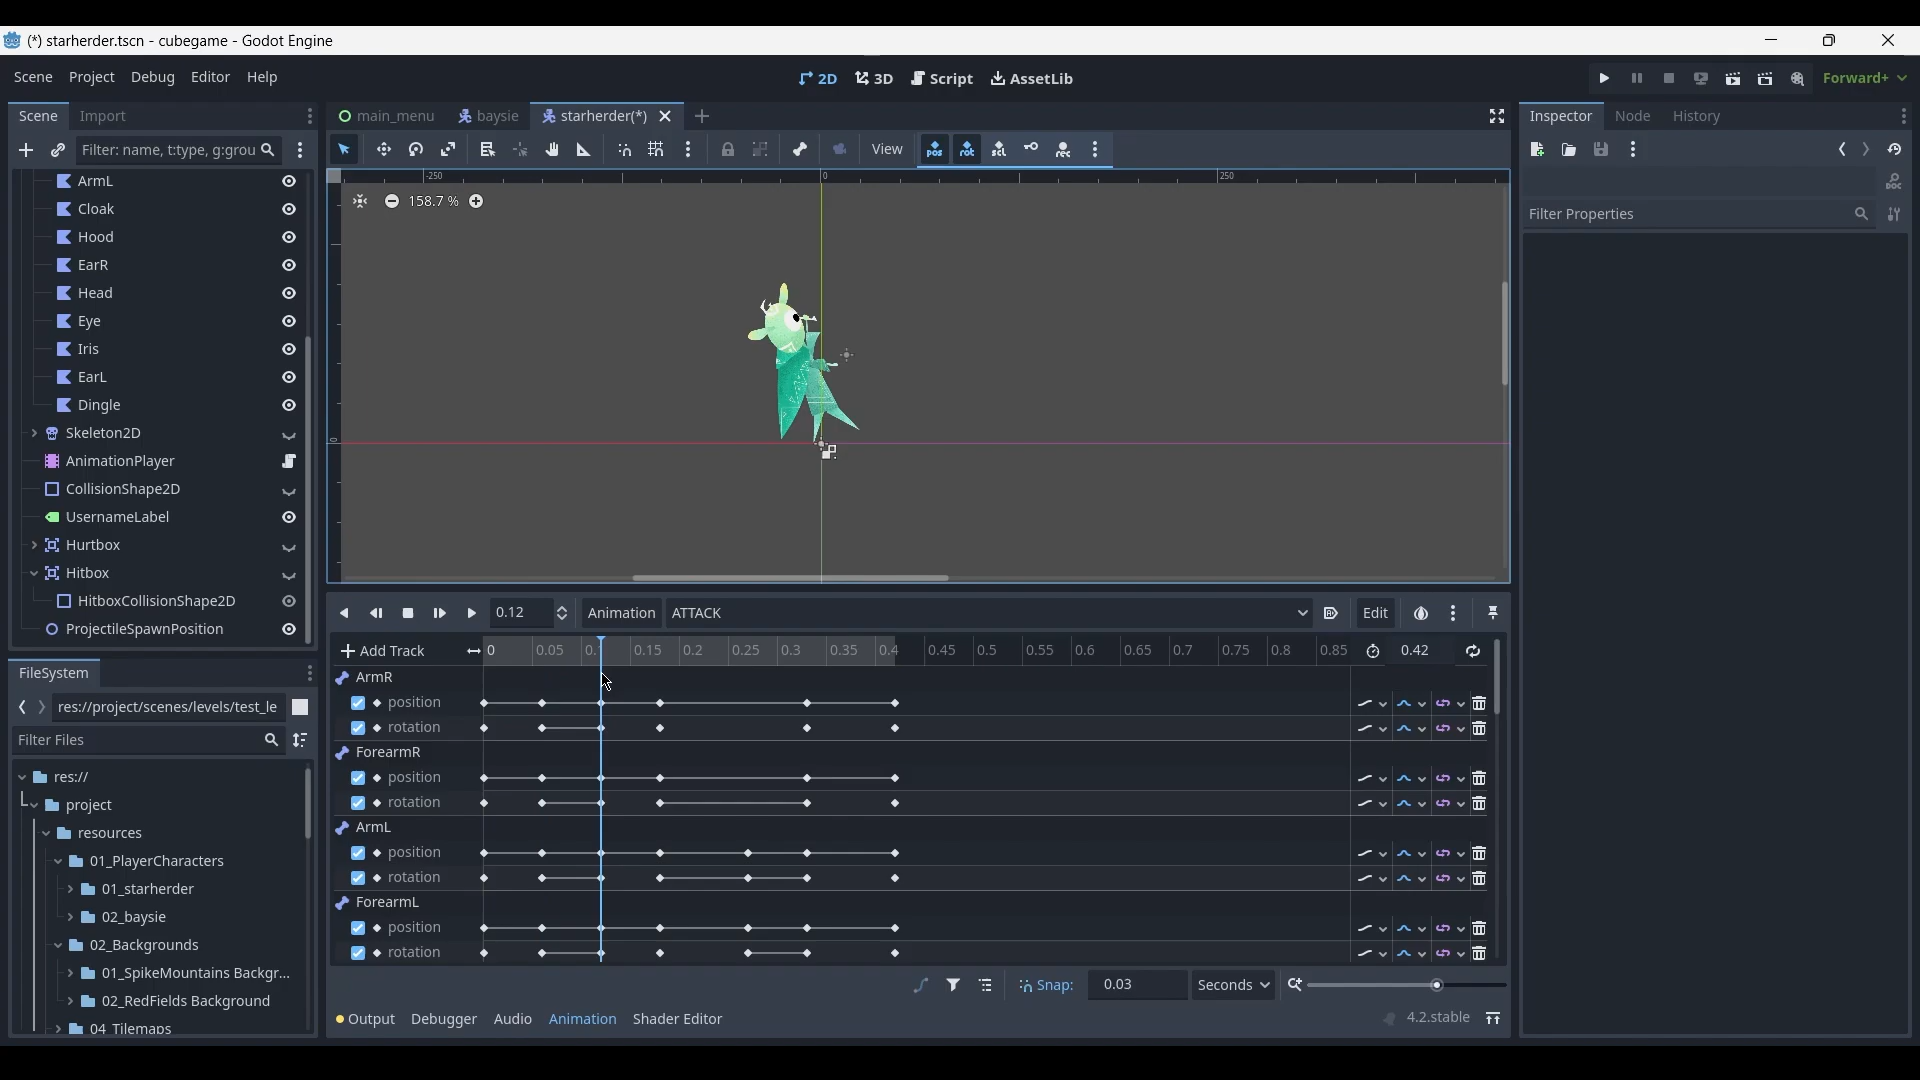 (*) starherder.tscn - cubegame - Godot Engine
Scene Project Debug Editor Help
2D 3D Script AssetLib
Forward+
Scene Import
main_menu baysie starherder(*)
Inspector Node History
Filter: name, t:type, g:grou
View
ArmL
Cloak
Hood
EarR
Head
Eye
Iris
EarL
Dingle
Skeleton2D
AnimationPlayer
CollisionShape2D
UsernameLabel
Hurtbox
Hitbox
HitboxCollisionShape2D
ProjectileSpawnPosition
-250 0 250
158.7 %
0
Filter Properties
0.12 Animation ATTACK Edit
Add Track 0 0.05 0.1 0.15 0.2 0.25 0.3 0.35 0.4 0.45 0.5 0.55 0.6 0.65 0.7 0.75 0.8 0.85 0.42
ArmR
position
rotation
ForearmR
position
rotation
ArmL
position
rotation
ForearmL
position
rotation
Snap: 0.03 Seconds
Output Debugger Audio Animation Shader Editor 4.2.stable
FileSystem
res://project/scenes/levels/test_le
Filter Files
res://
project
resources
01_PlayerCharacters
01_starherder
02_baysie
02_Backgrounds
01_SpikeMountains Backgr...
02_RedFields Background
04_Tilemaps